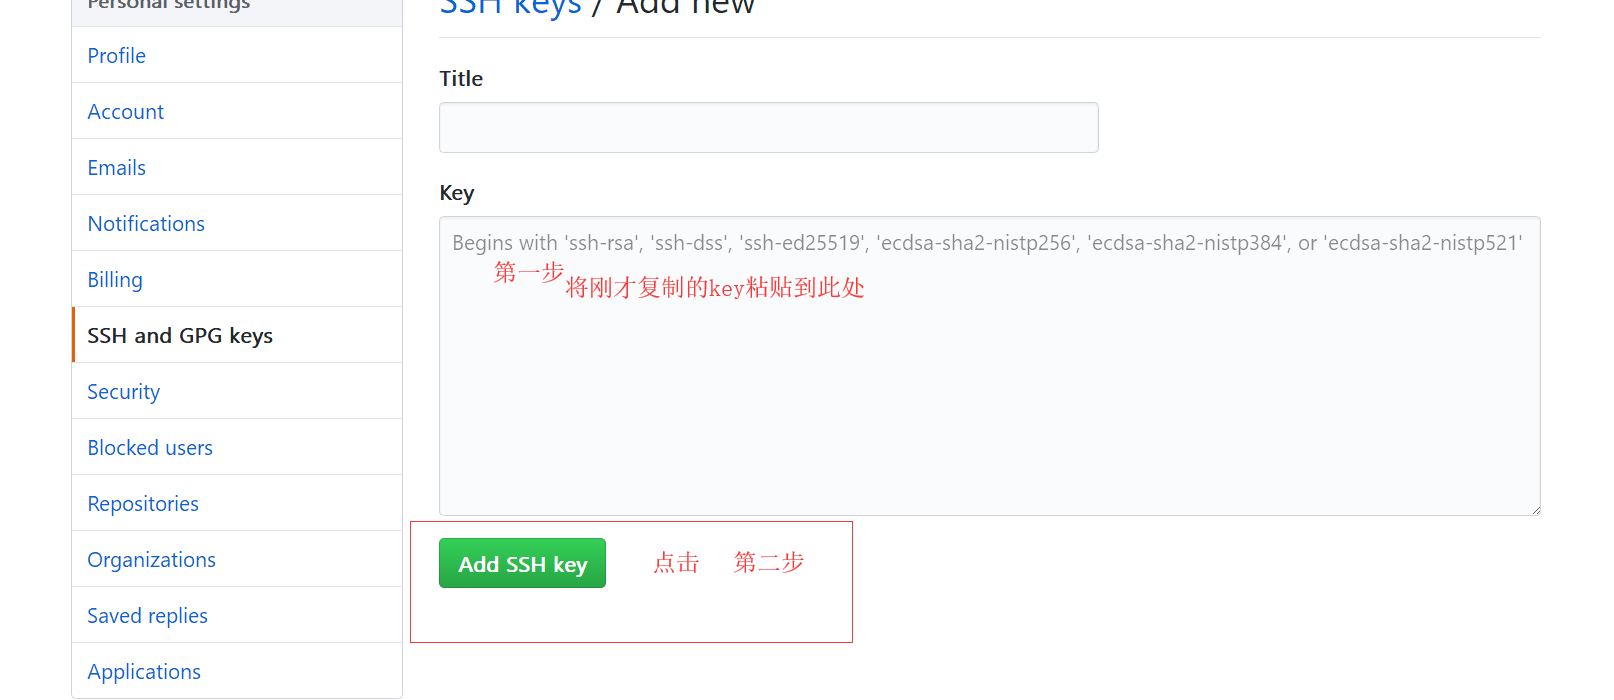 Personal settings
Profile
Account
Emails
Notifications
Billing
SSH and GPG keys
Security
Blocked users
Repositories
Organizations
Saved replies
Applications
SSH keys / Add new
Title
Key
Begins with 'ssh-rsa', 'ssh-dss', 'ssh-ed25519', 'ecdsa-sha2-nistp256', 'ecdsa-sha2-nistp384', or 'ecdsa-sha2-nistp521'
第一步
将刚才复制的key粘贴到此处
Add SSH key 点击 第二步